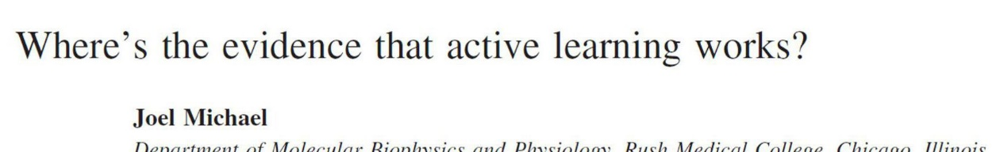 Where’s the evidence that active learning works?
Joel Michael
Department of Molecular Biophysics and Physiology, Rush Medical College, Chicago, Illinois